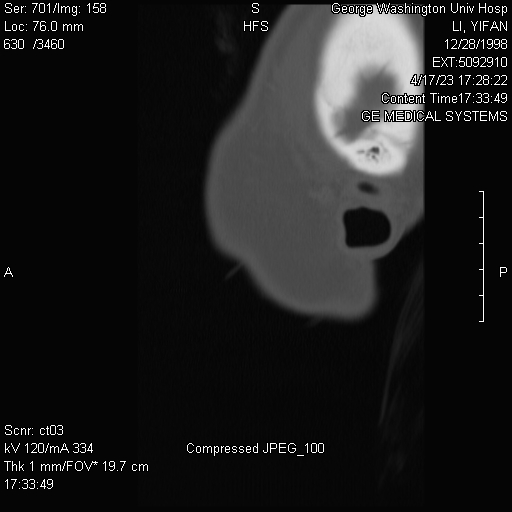 Ser: 701/Img: 158
Loc: 76.0 mm
630 /3460
S
HFS
George Washington Univ Hosp
LI, YIFAN
12/28/1998
EXT:5092910
4/17/23 17:28:22
Content Time17:33:49
GE MEDICAL SYSTEMS
A
P
Scnr: ct03
kV 120/mA 334
Thk 1 mm/FOV* 19.7 cm
17:33:49
Compressed JPEG_100